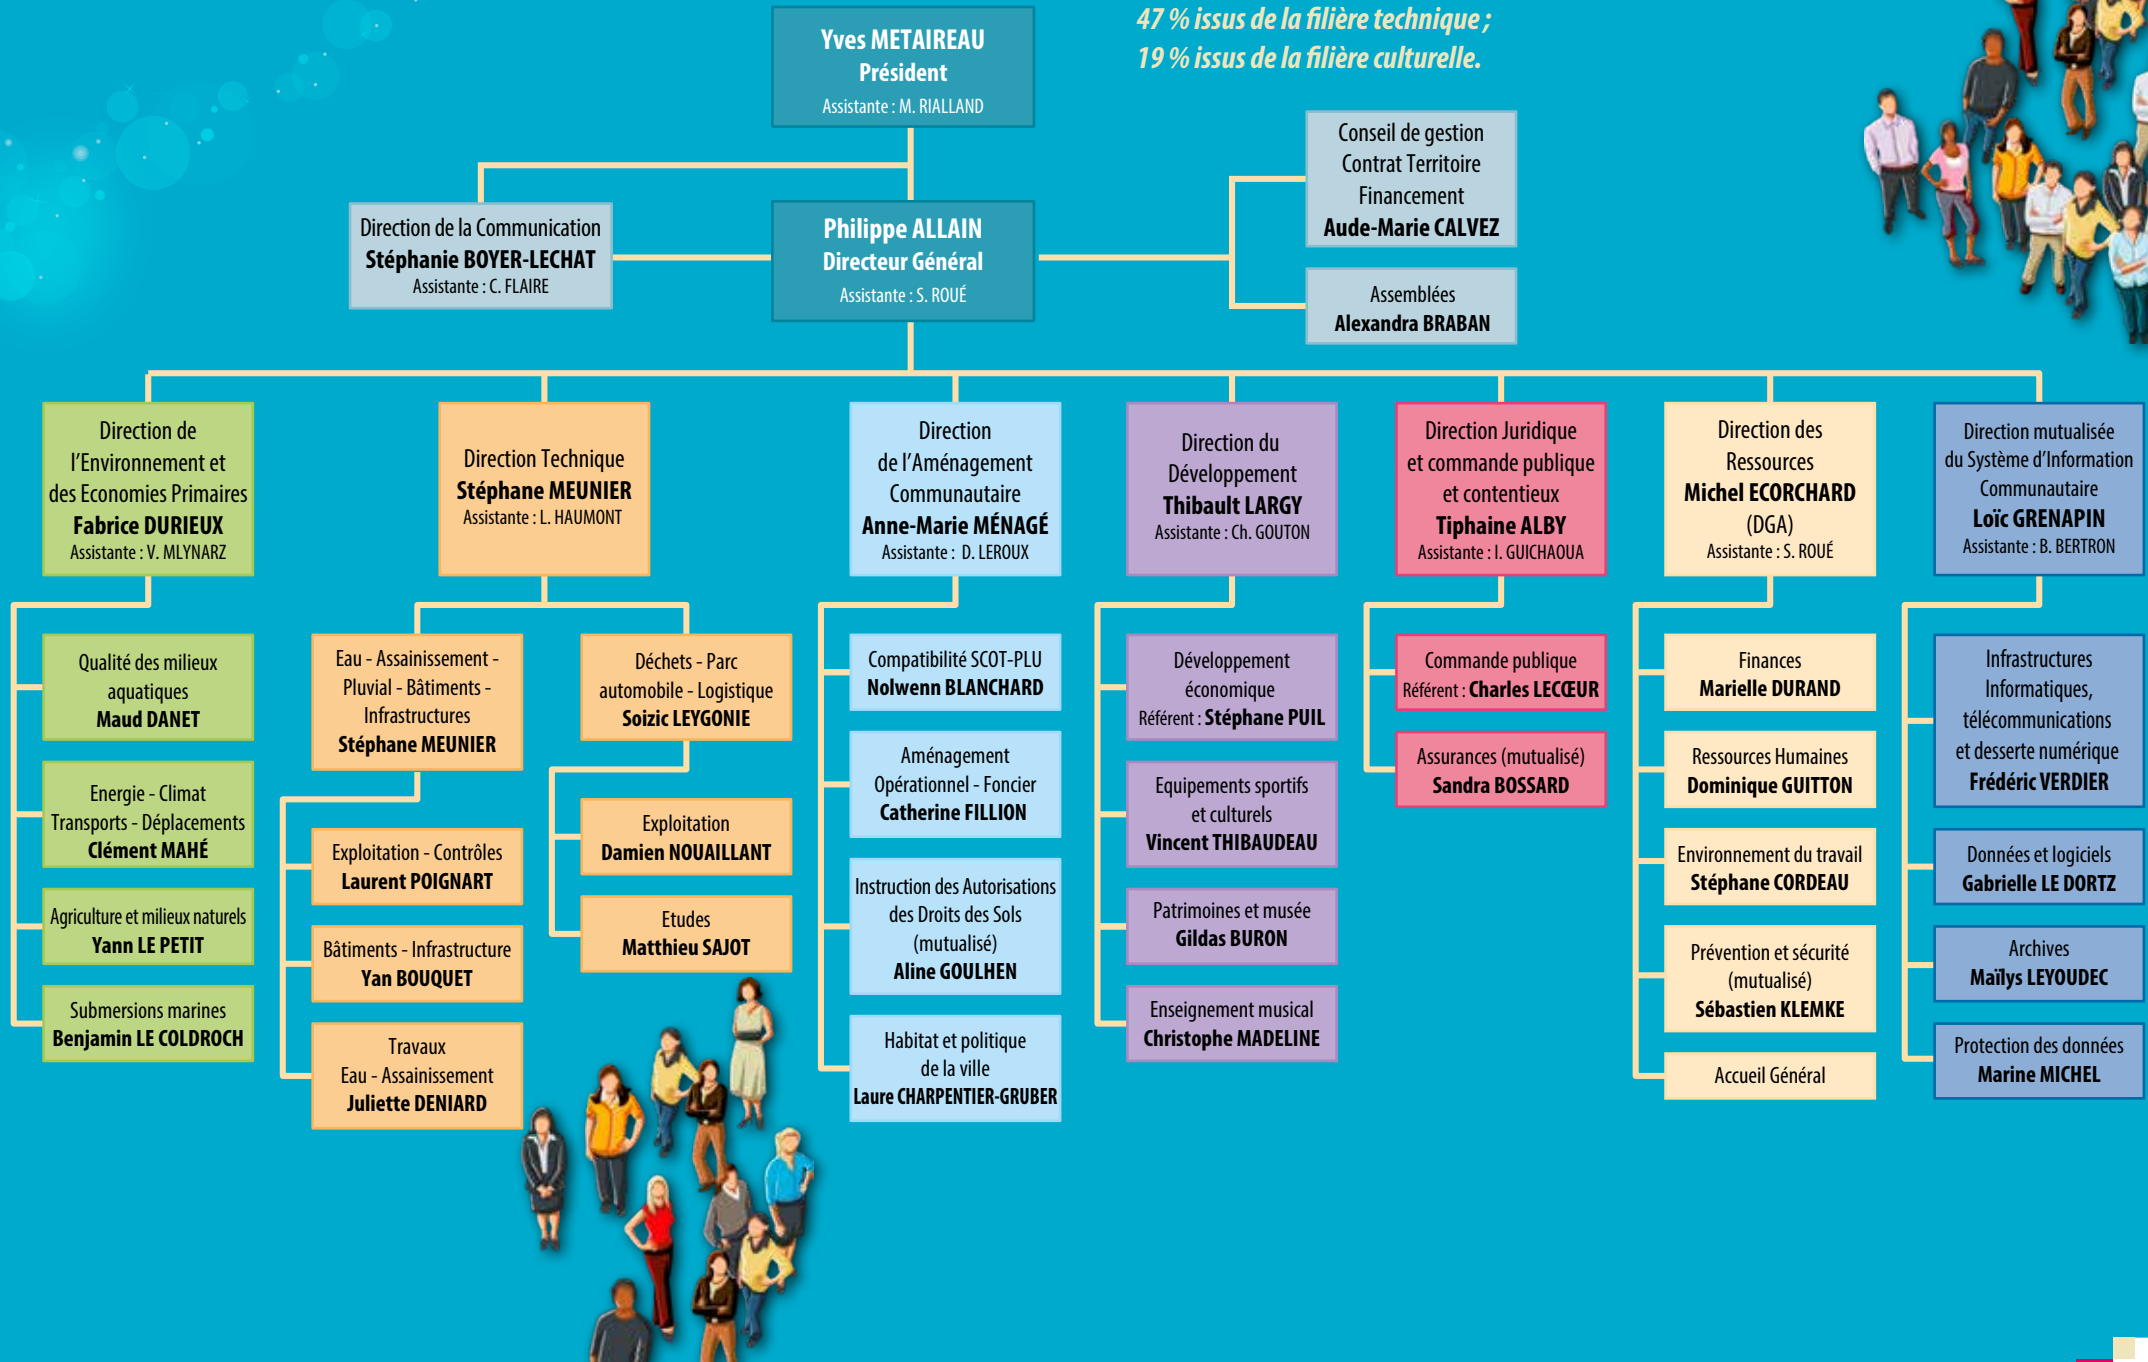 47 % issus de la filière technique ;
19 % issus de la filière culturelle.
Yves METAIREAU
Président
Assistante : M. RIALLAND
Conseil de gestion
Contrat Territoire
Financement
Aude-Marie CALVEZ
Direction de la Communication
Stéphanie BOYER-LECHAT
Assistante : C. FLAIRE
Philippe ALLAIN
Directeur Général
Assistante : S. ROUÉ
Assemblées
Alexandra BRABAN
Direction de
l'Environnement et
des Economies Primaires
Fabrice DURIEUX
Assistante : V. MLYNARZ
Qualité des milieux
aquatiques
Maud DANET
Energie - Climat
Transports - Déplacements
Clément MAHÉ
Agriculture et milieux naturels
Yann LE PETIT
Submersions marines
Benjamin LE COLDROCH
Direction Technique
Stéphane MEUNIER
Assistante : L. HAUMONT
Eau - Assainissement -
Pluvial - Bâtiments -
Infrastructures
Stéphane MEUNIER
Exploitation - Contrôles
Laurent POIGNART
Bâtiments - Infrastructure
Yan BOUQUET
Travaux
Eau - Assainissement
Juliette DENIARD
Déchets - Parc
automobile - Logistique
Soizic LEYGONIE
Exploitation
Damien NOUAILLANT
Etudes
Matthieu SAJOT
Direction
de l'Aménagement
Communautaire
Anne-Marie MÉNAGÉ
Assistante : D. LEROUX
Compatibilité SCOT-PLU
Nolwenn BLANCHARD
Aménagement
Opérationnel - Foncier
Catherine FILLION
Instruction des Autorisations
des Droits des Sols
(mutualisé)
Aline GOULHEN
Habitat et politique
de la ville
Laure CHARPENTIER-GRUBER
Direction du
Développement
Thibault LARGY
Assistante : Ch. GOUTON
Développement
économique
Référent : Stéphane PUIL
Equipements sportifs
et culturels
Vincent THIBAUDEAU
Patrimoines et musée
Gildas BURON
Enseignement musical
Christophe MADELINE
Direction Juridique
et commande publique
et contentieux
Tiphaine ALBY
Assistante : I. GUICHAOUA
Commande publique
Référent : Charles LECŒUR
Assurances (mutualisé)
Sandra BOSSARD
Direction des
Ressources
Michel ECORCHARD
(DGA)
Assistante : S. ROUÉ
Finances
Marielle DURAND
Ressources Humaines
Dominique GUITTON
Environnement du travail
Stéphane CORDEAU
Prévention et sécurité
(mutualisé)
Sébastien KLEMKE
Accueil Général
Direction mutualisée
du Système d'Information
Communautaire
Loïc GRENAPIN
Assistante : B. BERTRON
Infrastructures
Informatiques,
télécommunications
et desserte numérique
Frédéric VERDIER
Données et logiciels
Gabrielle LE DORTZ
Archives
Maïlys LEYOUDEC
Protection des données
Marine MICHEL